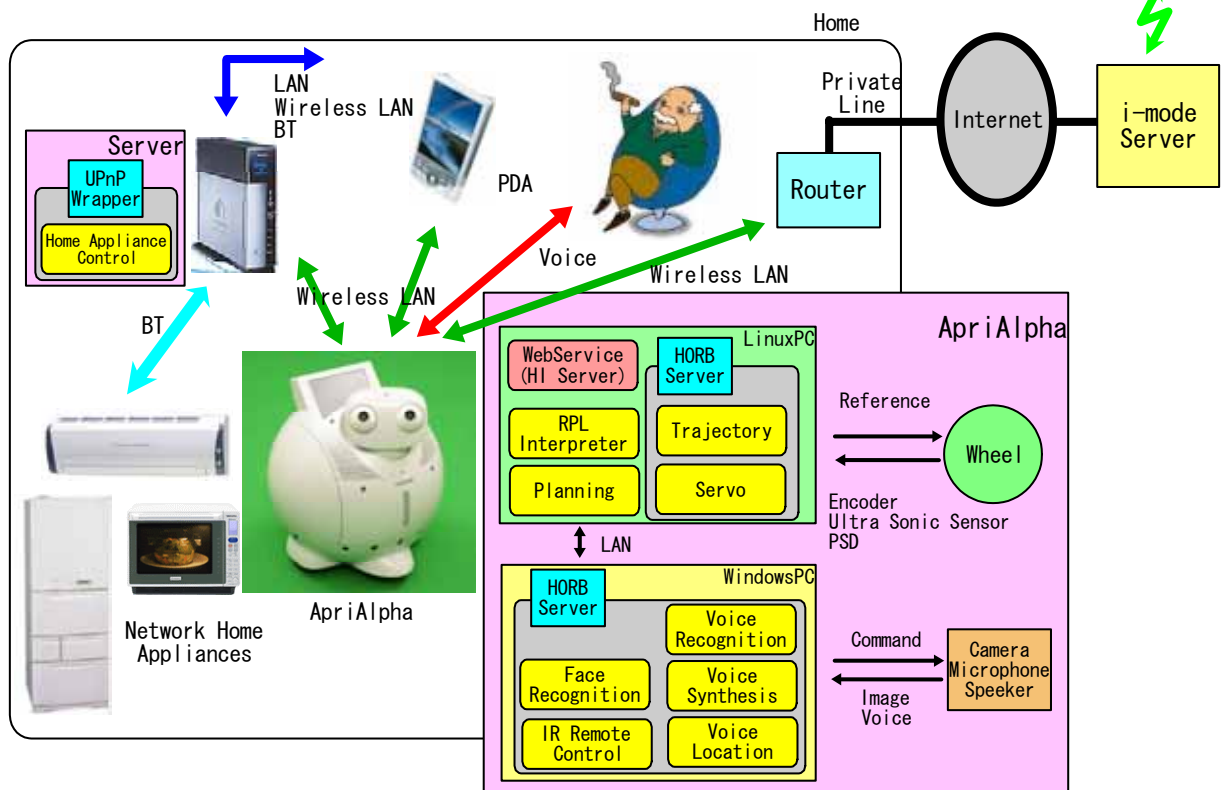 Home
LAN
Wireless LAN
BT
Private
Line
Internet
i-mode
Server
Server
UPnP
Wrapper
Home Appliance
Control
PDA
Router
Voice
Wireless LAN
Wireless LAN
BT
ApriAlpha
LinuxPC
WebService
(HI Server)
HORB
Server
RPL
Interpreter
Trajectory
Planning
Servo
Reference
Wheel
Encoder
Ultra Sonic Sensor
PSD
LAN
WindowsPC
HORB
Server
Voice
Recognition
Face
Recognition
Voice
Synthesis
IR Remote
Control
Voice
Location
Command
Camera
Microphone
Speeker
Image
Voice
ApriAlpha
Network Home
Appliances